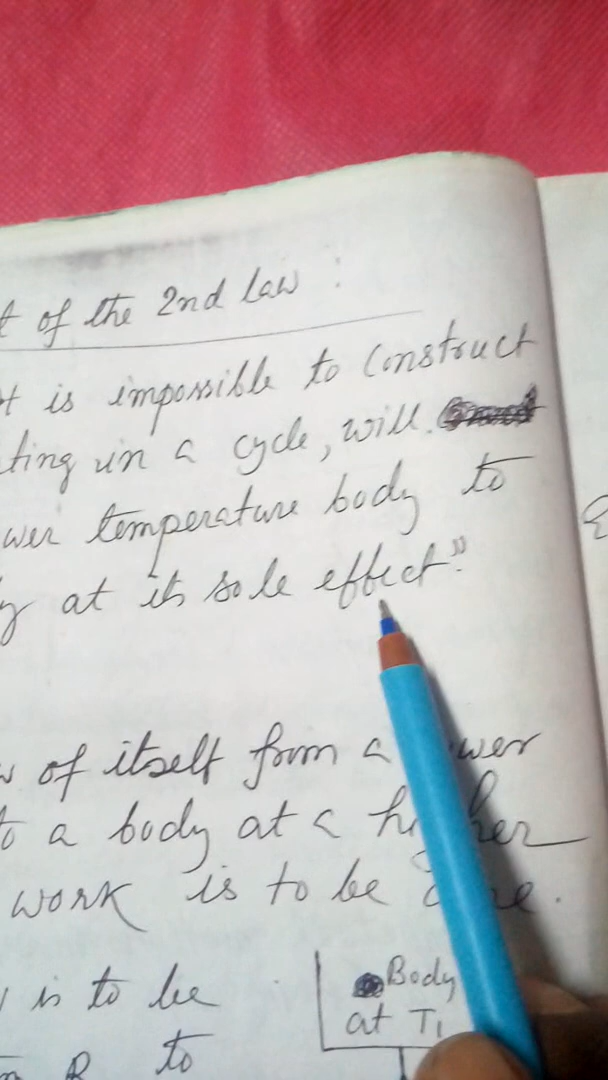 t of the 2nd law :
t is impossible to Construct
ting in a cycle, will
wer temperature body to
y at its sole effect".
of itself from a wer
to a body at a
work is to be
is to be
Body
at T1
to